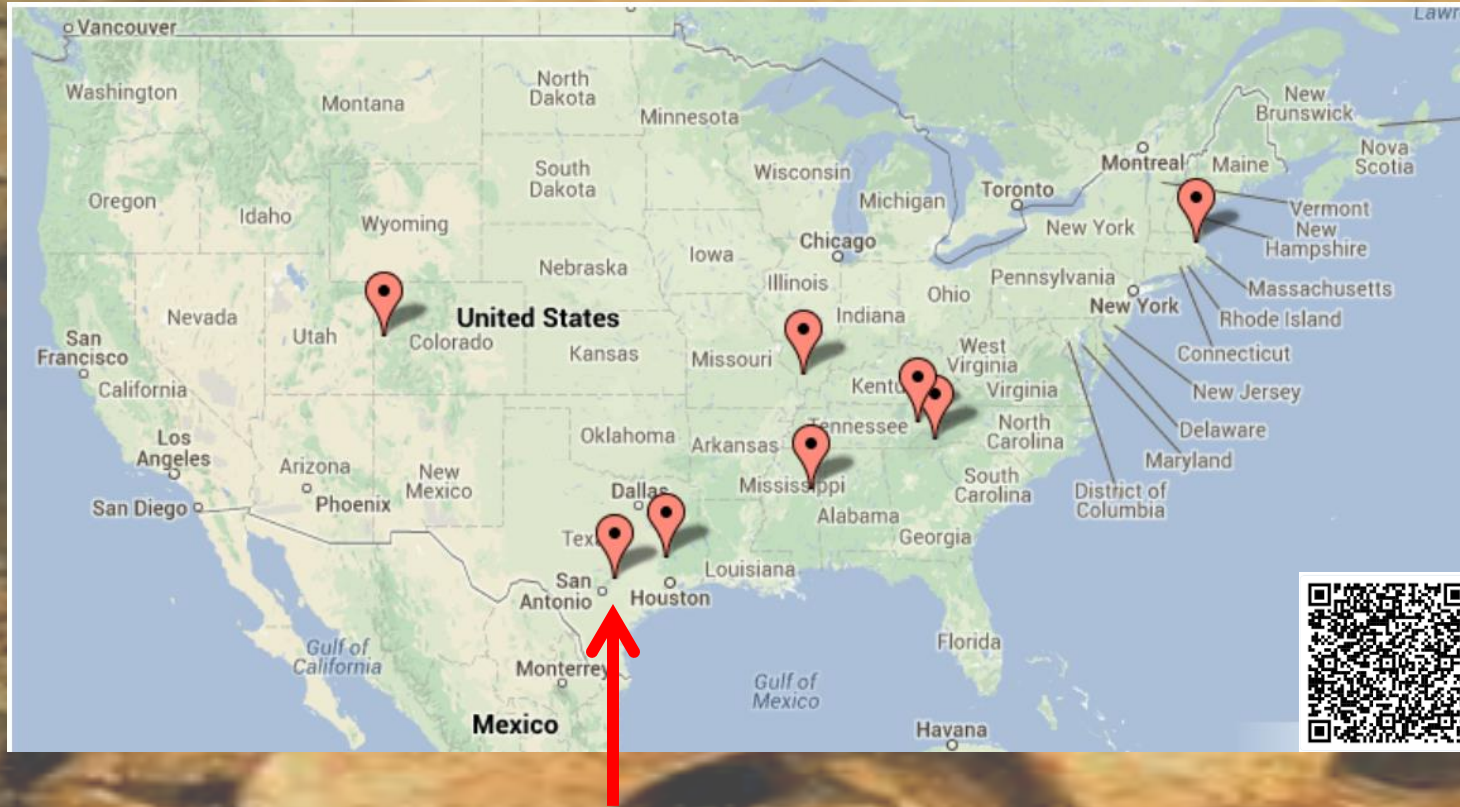 Vancouver
Lawr
Washington
Montana
North
Dakota
Minnesota
New
Brunswick
Nova
Scotia
Montreal
Maine
Oregon
Idaho
Wyoming
South
Dakota
Wisconsin
Michigan
Toronto
New York
Vermont
New
Hampshire
Chicago
Iowa
Nebraska
Illinois
Indiana
Ohio
Pennsylvania
New York
Massachusetts
Rhode Island
Connecticut
New Jersey
Delaware
Maryland
District of
Columbia
San
Francisco
Nevada
Utah
Colorado
United States
Kansas
Missouri
West
Virginia
Virginia
Kentu
California
Los
Angeles
San Diego
Arizona
Phoenix
New
Mexico
Oklahoma
Arkansas
Tennessee
North
Carolina
South
Carolina
Mississippi
Alabama
Georgia
Dallas
Tex
Louisiana
San
Antonio
Houston
Florida
Gulf of
California
Monterrey
Gulf of
Mexico
Mexico
Havana